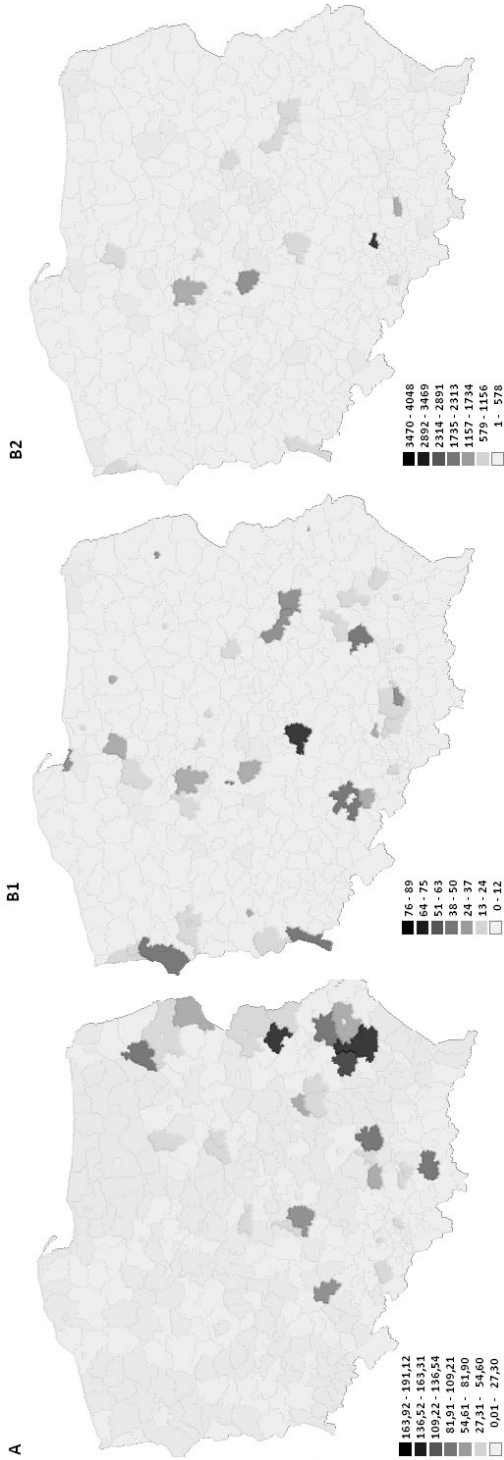 A
163,92 - 191,12
136,52 - 163,31
109,22 - 136,54
81,91 - 109,21
54,61 - 81,90
27,31 - 54,60
0,01 - 27,30
B1
76 - 89
64 - 75
51 - 63
38 - 50
24 - 37
13 - 24
0 - 12
B2
3470 - 4048
2892 - 3469
2314 - 2891
1735 - 2313
1157 - 1734
579 - 1156
1 - 578